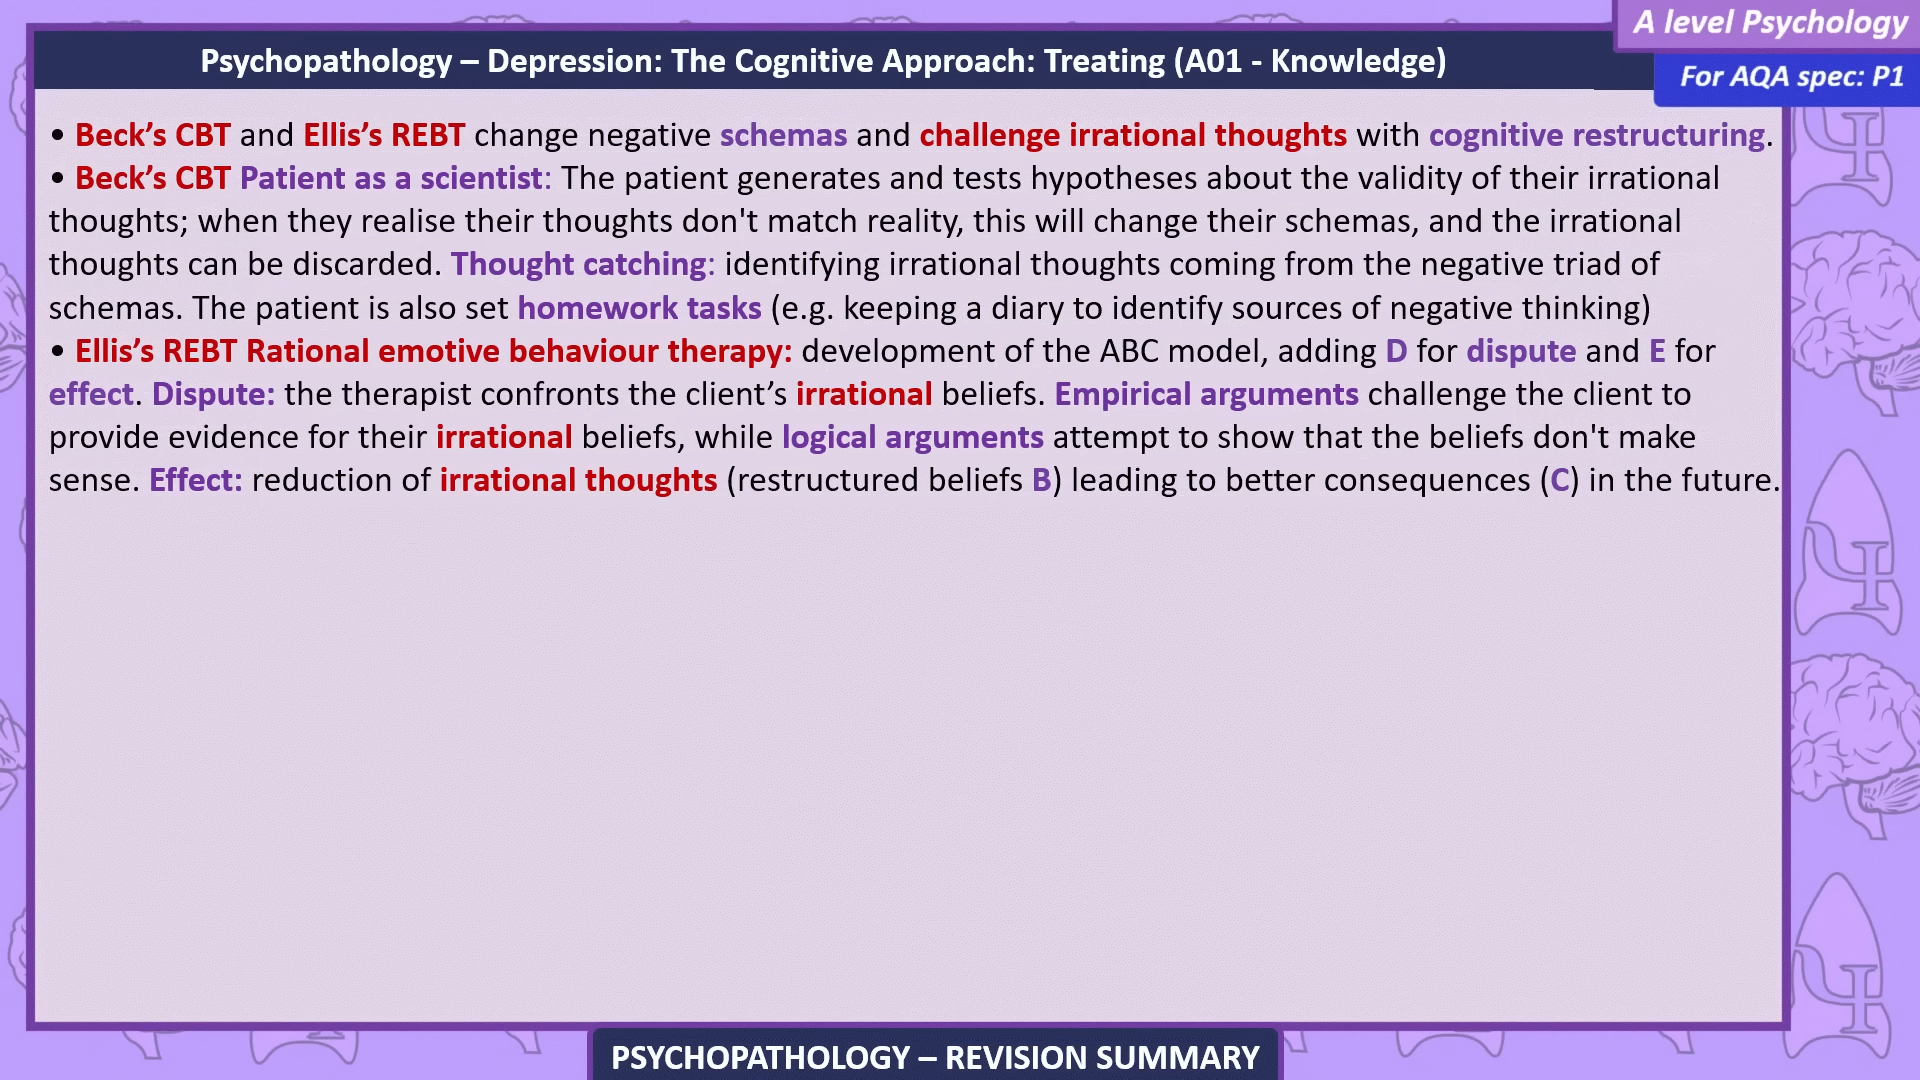 A level Psychology
Psychopathology – Depression: The Cognitive Approach: Treating (A01 - Knowledge)
For AQA spec: P1
• Beck’s CBT and Ellis’s REBT change negative schemas and challenge irrational thoughts with cognitive restructuring.
• Beck’s CBT Patient as a scientist: The patient generates and tests hypotheses about the validity of their irrational
thoughts; when they realise their thoughts don't match reality, this will change their schemas, and the irrational
thoughts can be discarded. Thought catching: identifying irrational thoughts coming from the negative triad of
schemas. The patient is also set homework tasks (e.g. keeping a diary to identify sources of negative thinking)
• Ellis’s REBT Rational emotive behaviour therapy: development of the ABC model, adding D for dispute and E for
effect. Dispute: the therapist confronts the client’s irrational beliefs. Empirical arguments challenge the client to
provide evidence for their irrational beliefs, while logical arguments attempt to show that the beliefs don't make
sense. Effect: reduction of irrational thoughts (restructured beliefs B) leading to better consequences (C) in the future.
PSYCHOPATHOLOGY – REVISION SUMMARY